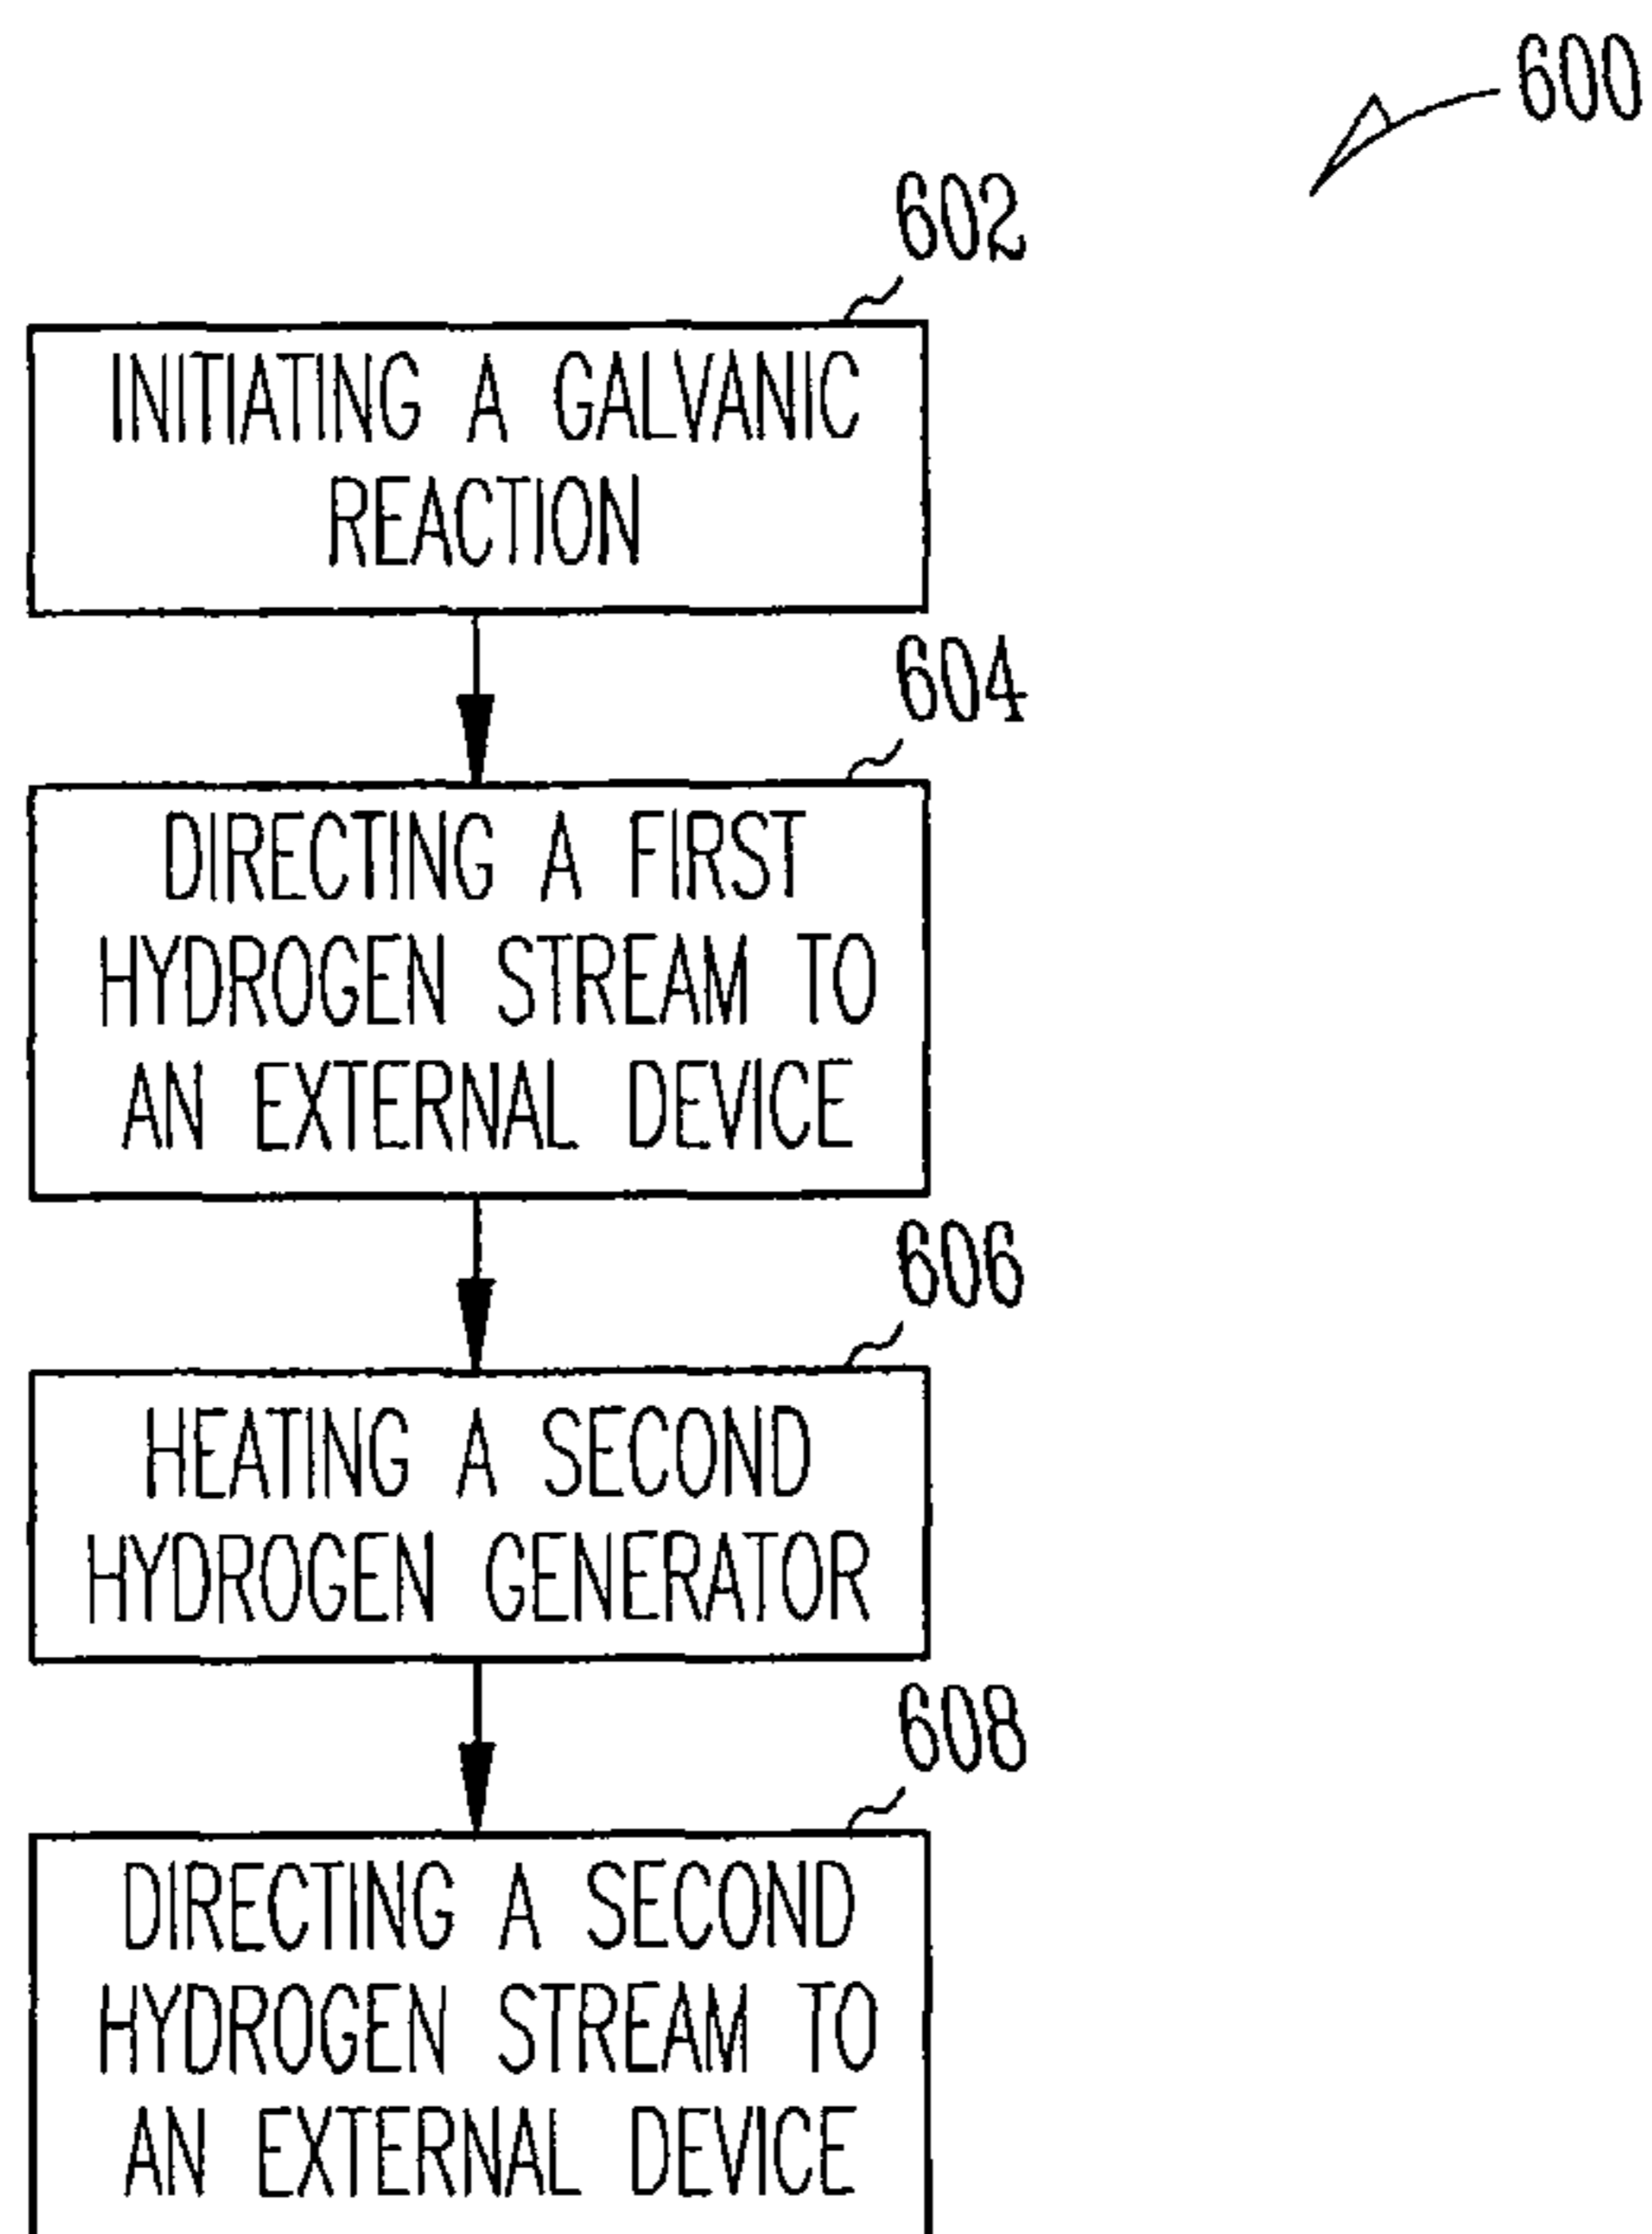 600
602
INITIATING A GALVANIC
REACTION
604
DIRECTING A FIRST
HYDROGEN STREAM TO
AN EXTERNAL DEVICE
606
HEATING A SECOND
HYDROGEN GENERATOR
608
DIRECTING A SECOND
HYDROGEN STREAM TO
AN EXTERNAL DEVICE